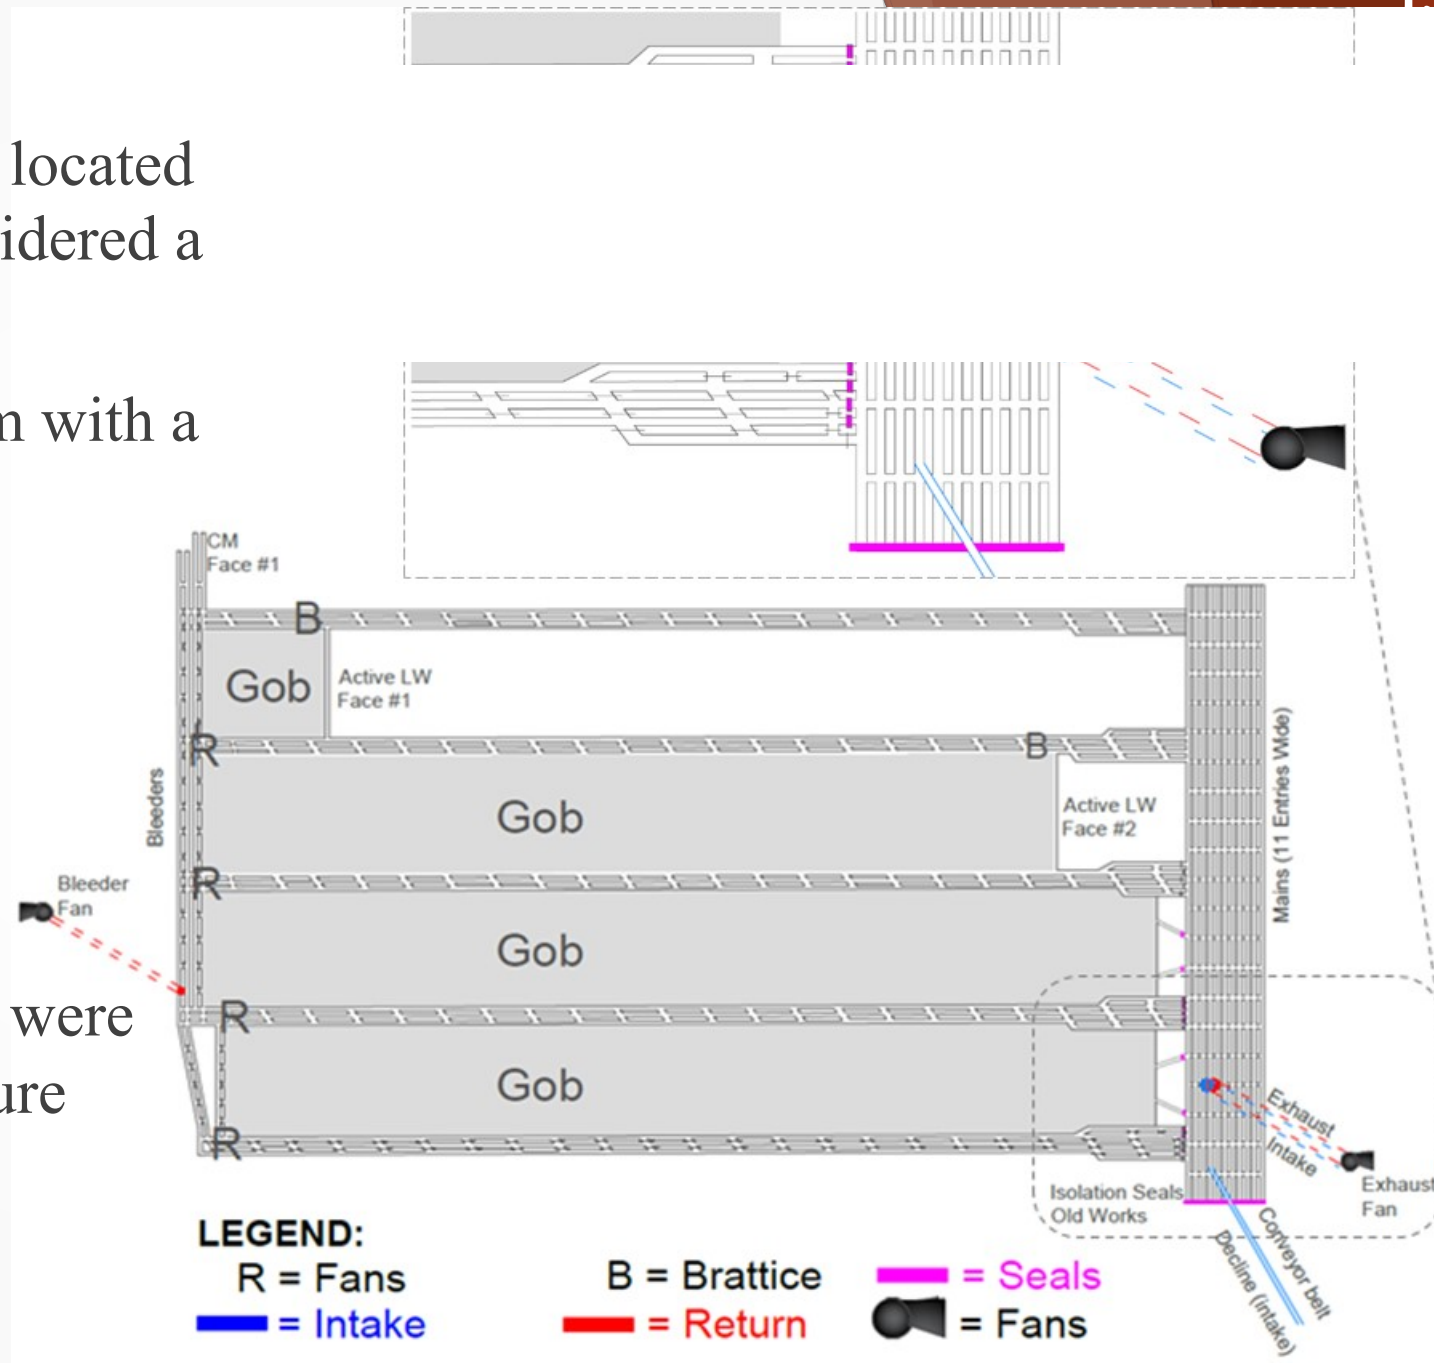 located
idered a
n with a
were
ure
CM
Face #1
B
Gob
Active LW
Face #1
R
B
Gob
Active LW
Face #2
Bleeders
Mains (11 Entries Wide)
R
Bleeder
Fan
Gob
R
Gob
R
Exhaust
Intake
Exhaust
Fan
Isolation Seals
Old Works
Conveyor belt
Decline (intake)
LEGEND:
R = Fans
B = Brattice
= Seals
= Intake
= Return
= Fans